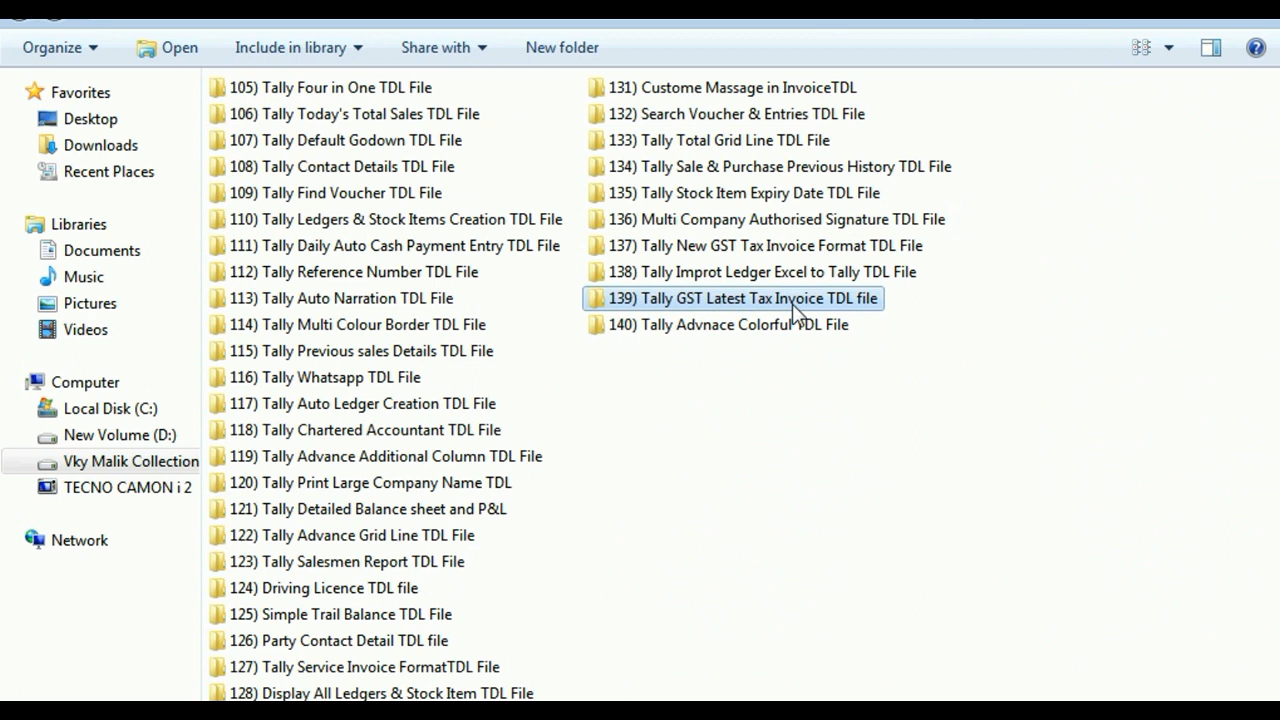 Organize
Open
Include in library
Share with
New folder
Favorites
Desktop
Downloads
Recent Places
Libraries
Documents
Music
Pictures
Videos
Computer
Local Disk (C:)
New Volume (D:)
Vky Malik Collection
TECNO CAMON i 2
Network
105) Tally Four in One TDL File
106) Tally Today's Total Sales TDL File
107) Tally Default Godown TDL File
108) Tally Contact Details TDL File
109) Tally Find Voucher TDL File
110) Tally Ledgers & Stock Items Creation TDL File
111) Tally Daily Auto Cash Payment Entry TDL File
112) Tally Reference Number TDL File
113) Tally Auto Narration TDL File
114) Tally Multi Colour Border TDL File
115) Tally Previous sales Details TDL File
116) Tally Whatsapp TDL File
117) Tally Auto Ledger Creation TDL File
118) Tally Chartered Accountant TDL File
119) Tally Advance Additional Column TDL File
120) Tally Print Large Company Name TDL
121) Tally Detailed Balance sheet and P&L
122) Tally Advance Grid Line TDL File
123) Tally Salesmen Report TDL File
124) Driving Licence TDL file
125) Simple Trail Balance TDL File
126) Party Contact Detail TDL file
127) Tally Service Invoice FormatTDL File
128) Display All Ledgers & Stock Item TDL File
131) Custome Massage in InvoiceTDL
132) Search Voucher & Entries TDL File
133) Tally Total Grid Line TDL File
134) Tally Sale & Purchase Previous History TDL File
135) Tally Stock Item Expiry Date TDL File
136) Multi Company Authorised Signature TDL File
137) Tally New GST Tax Invoice Format TDL File
138) Tally Improt Ledger Excel to Tally TDL File
139) Tally GST Latest Tax Invoice TDL file
140) Tally Advnace Colorful TDL File